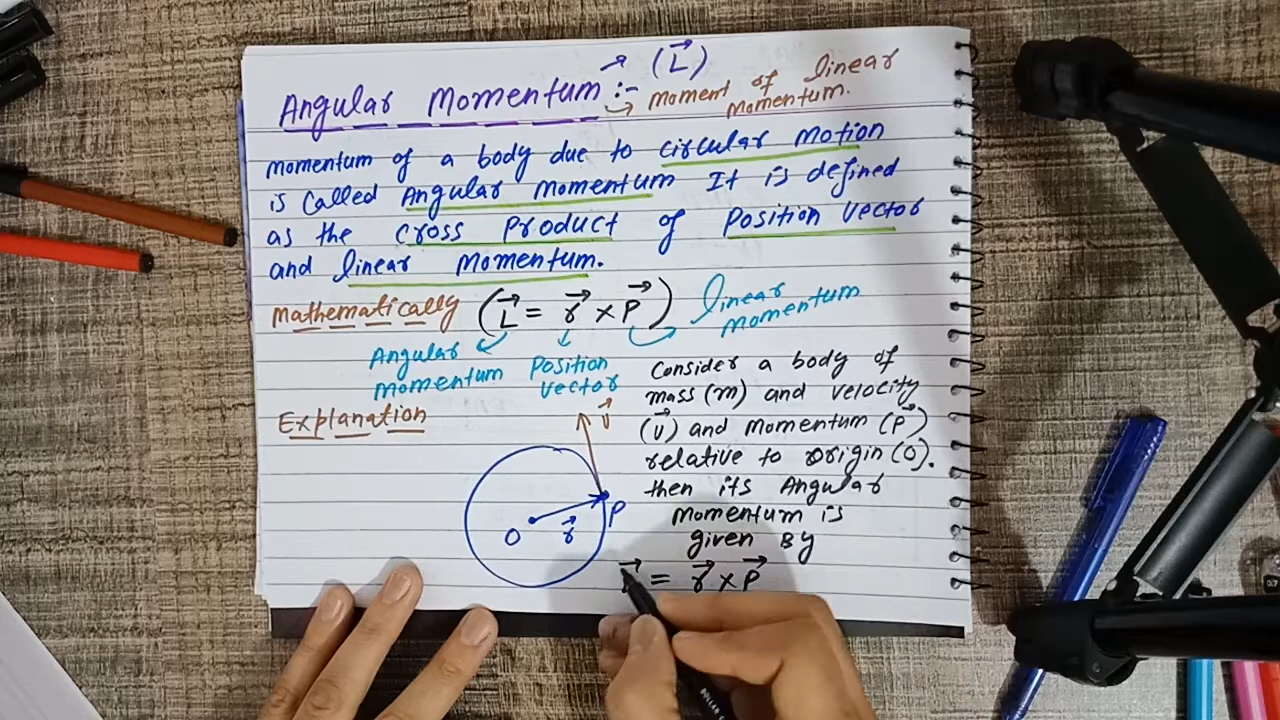 Angular Momentum :- → (L⃗)
→ Moment of linear Momentum.
momentum of a body due to circular Motion
is called Angular Momentum It is defined
as the cross Product of Position vector
and linear Momentum.
Mathematically (L⃗ = r⃗ × P⃗) linear Momentum
Angular Momentum
Position vector
Explanation
v⃗
P
O
r⃗
Consider a body of
mass (m) and velocity
(v⃗) and Momentum (P⃗)
relative to origin (O).
then its Angular
Momentum is
given By
= r⃗ × P⃗